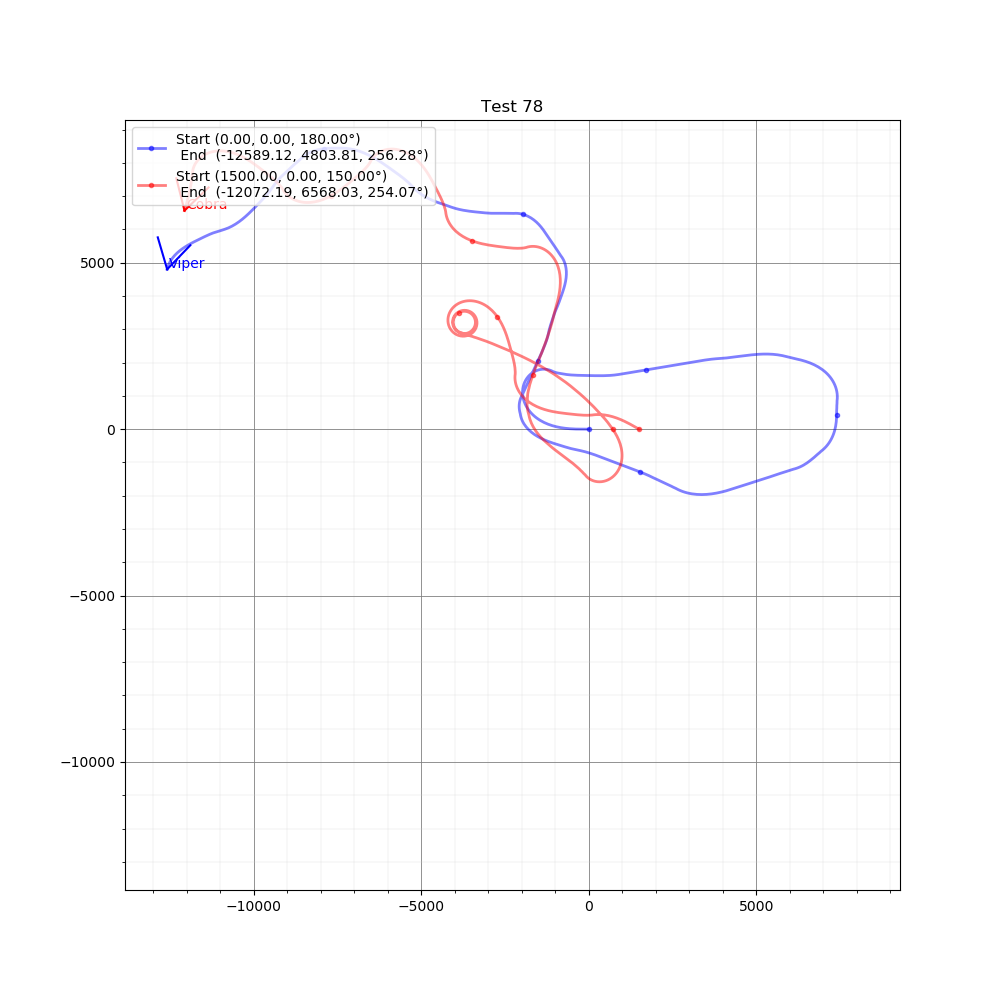 Test 78
Start (0.00, 0.00, 180.00°)
End (-12589.12, 4803.81, 256.28°)
Start (1500.00, 0.00, 150.00°)
End (-12072.19, 6568.03, 254.07°)
Cobra
Viper
5000
0
−5000
−10000
−10000
−5000
0
5000